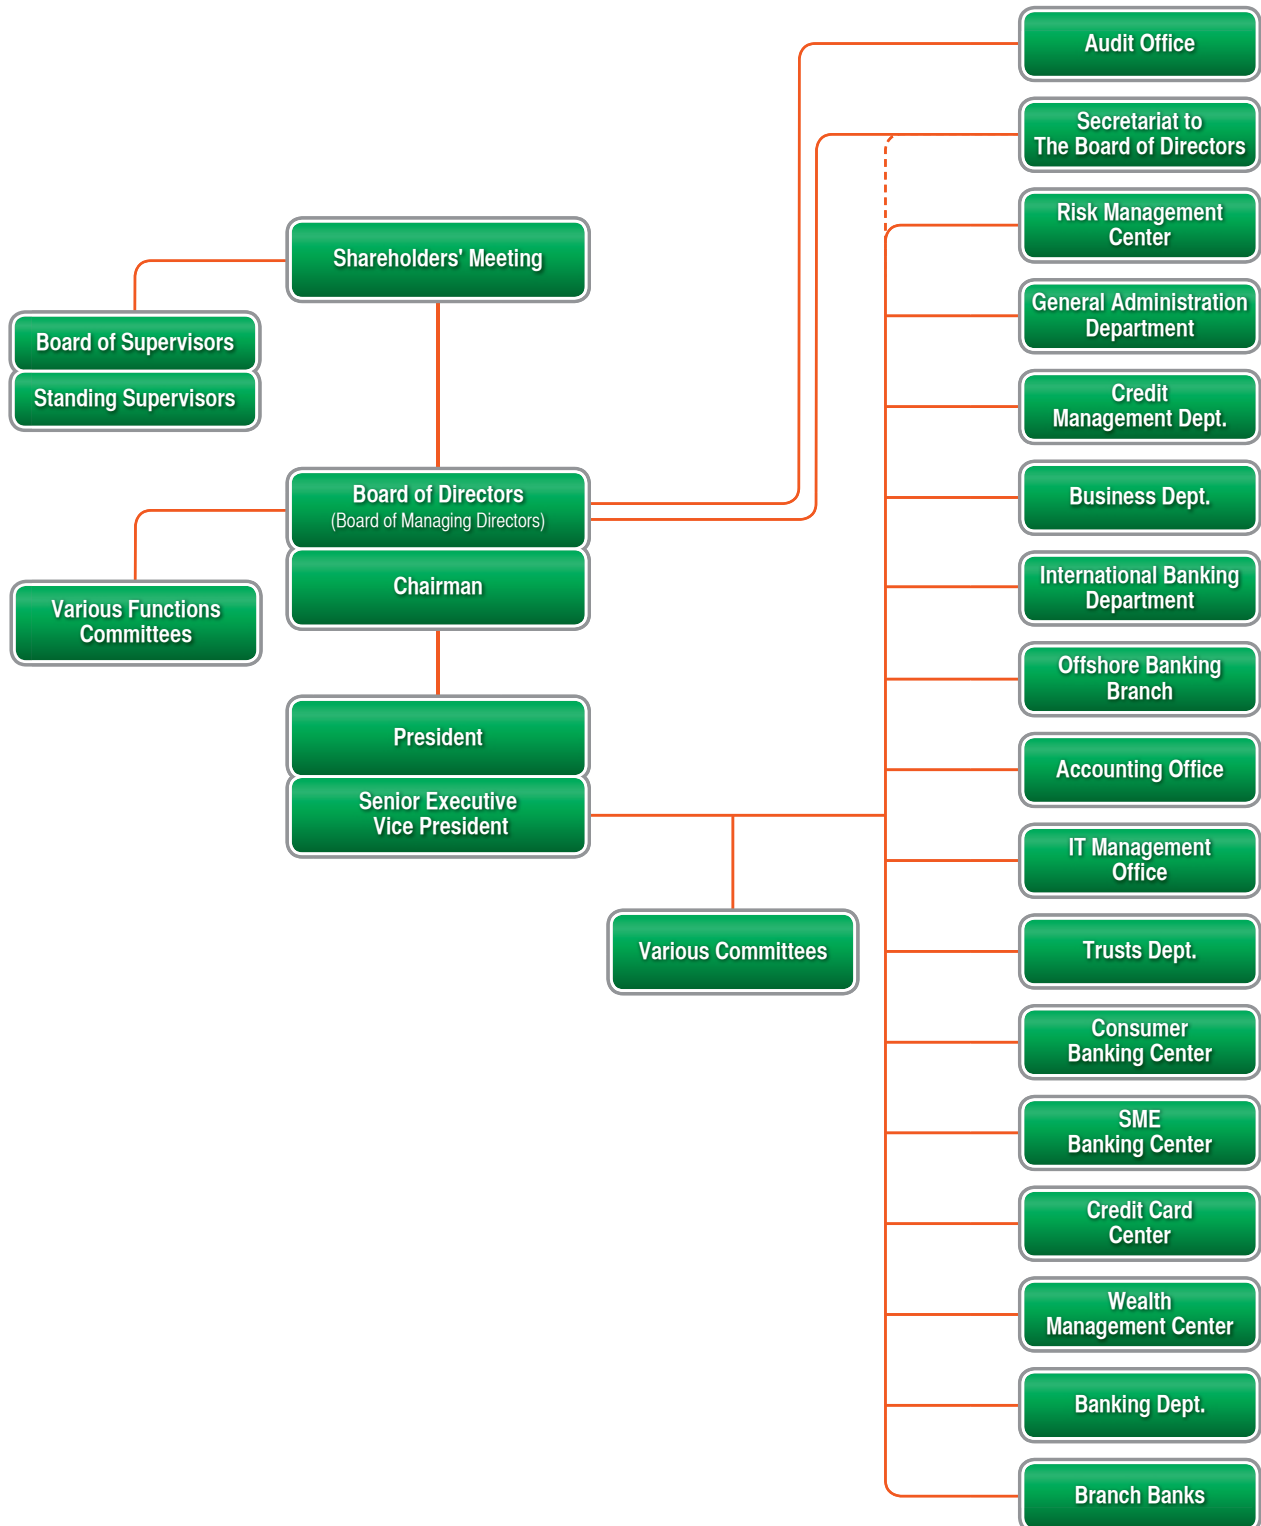 Audit Office
Secretariat to
The Board of Directors
Risk Management
Center
Shareholders' Meeting
General Administration
Department
Board of Supervisors
Standing Supervisors
Credit
Management Dept.
Board of Directors
(Board of Managing Directors)
Business Dept.
Chairman
International Banking
Department
Various Functions
Committees
Offshore Banking
Branch
President
Accounting Office
Senior Executive
Vice President
IT Management
Office
Various Committees
Trusts Dept.
Consumer
Banking Center
SME
Banking Center
Credit Card
Center
Wealth
Management Center
Banking Dept.
Branch Banks